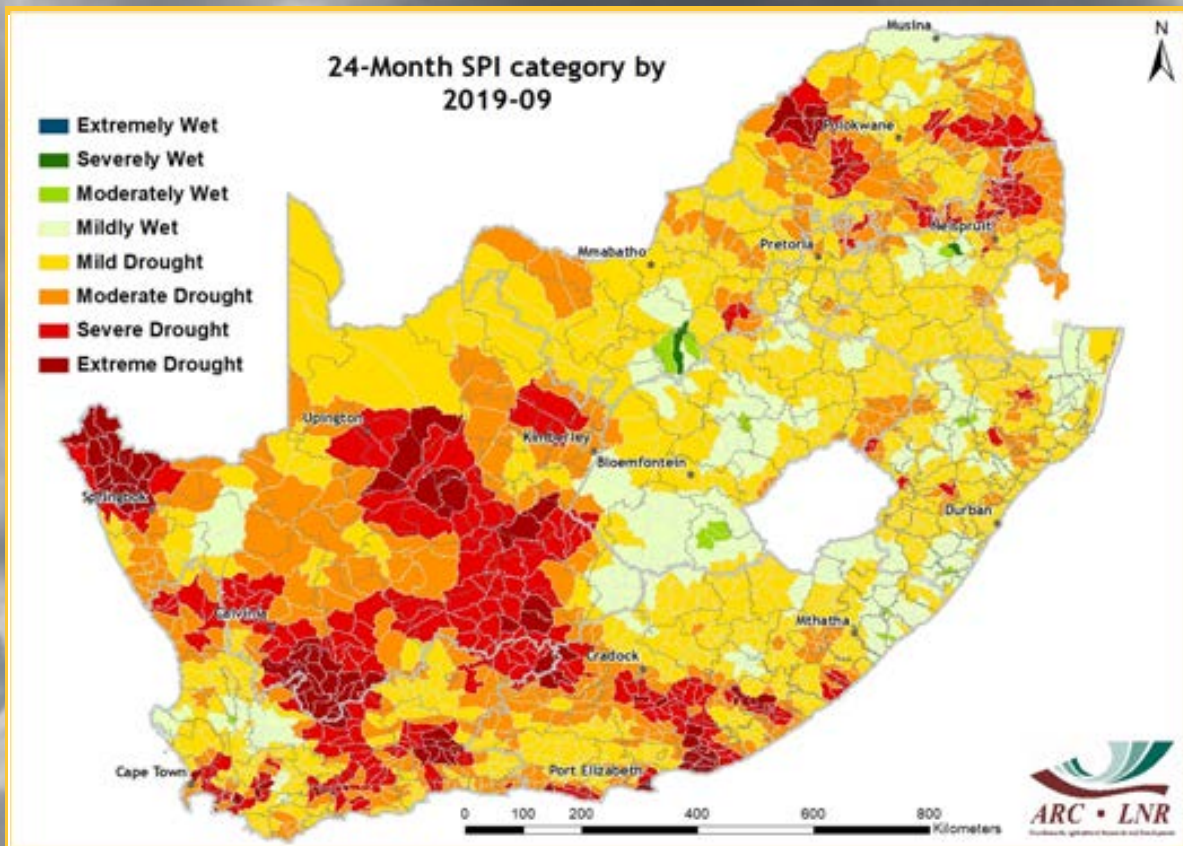 24-Month SPI category by
2019-09
N
Extremely Wet
Severely Wet
Moderately Wet
Mildly Wet
Mild Drought
Moderate Drought
Severe Drought
Extreme Drought
Musina
Polokwane
Nelspruit
Pretoria
Mmabatho
Upington
Kimberley
Bloemfontein
Springbok
Durban
Calvinia
Mthatha
Cradock
Cape Town
Port Elizabeth
0 100 200 400 600 800
Kilometers
ARC • LNR